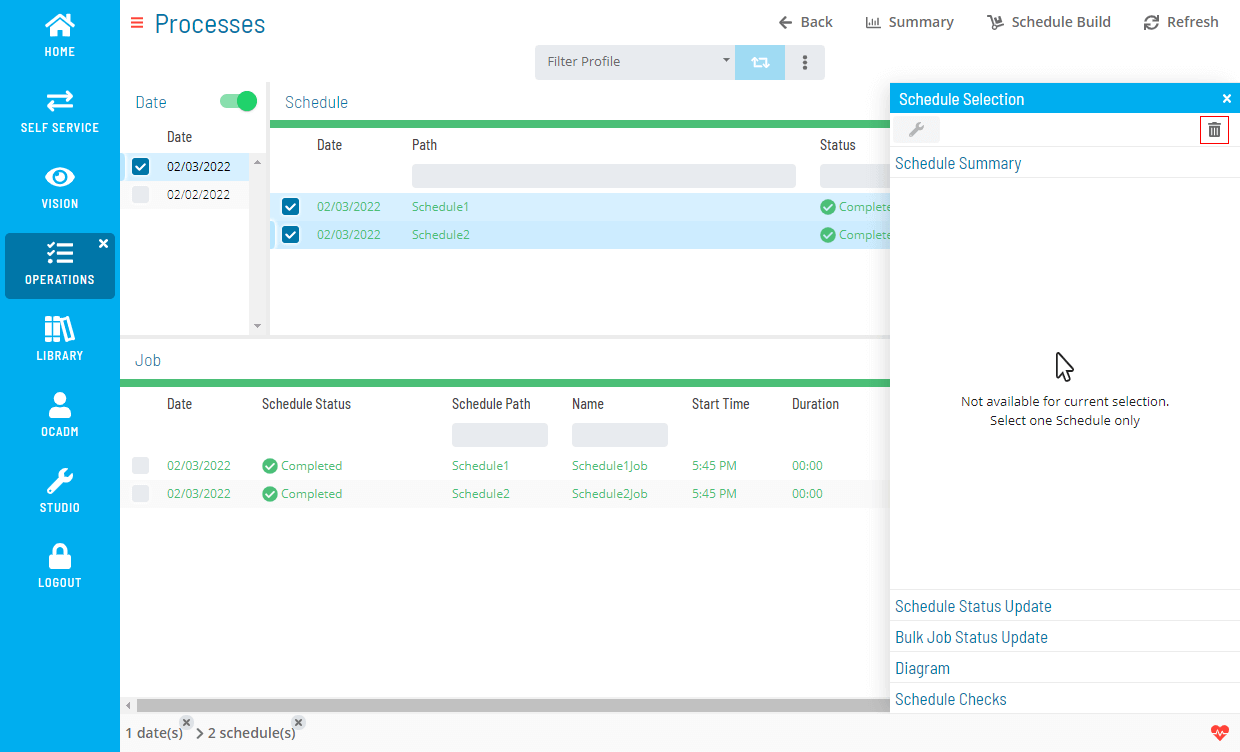 HOME
SELF SERVICE
VISION
OPERATIONS
LIBRARY
OCADM
STUDIO
LOGOUT
Processes
Back
Summary
Schedule Build
Refresh
Filter Profile
Date
Date
02/03/2022
02/02/2022
Schedule
Date Path Status
02/03/2022 Schedule1 Complete
02/03/2022 Schedule2 Complete
Job
Date Schedule Status Schedule Path Name Start Time Duration
02/03/2022 Completed Schedule1 Schedule1Job 5:45 PM 00:00
02/03/2022 Completed Schedule2 Schedule2Job 5:45 PM 00:00
Schedule Selection
Schedule Summary
Not available for current selection.
Select one Schedule only
Schedule Status Update
Bulk Job Status Update
Diagram
Schedule Checks
1 date(s) > 2 schedule(s)